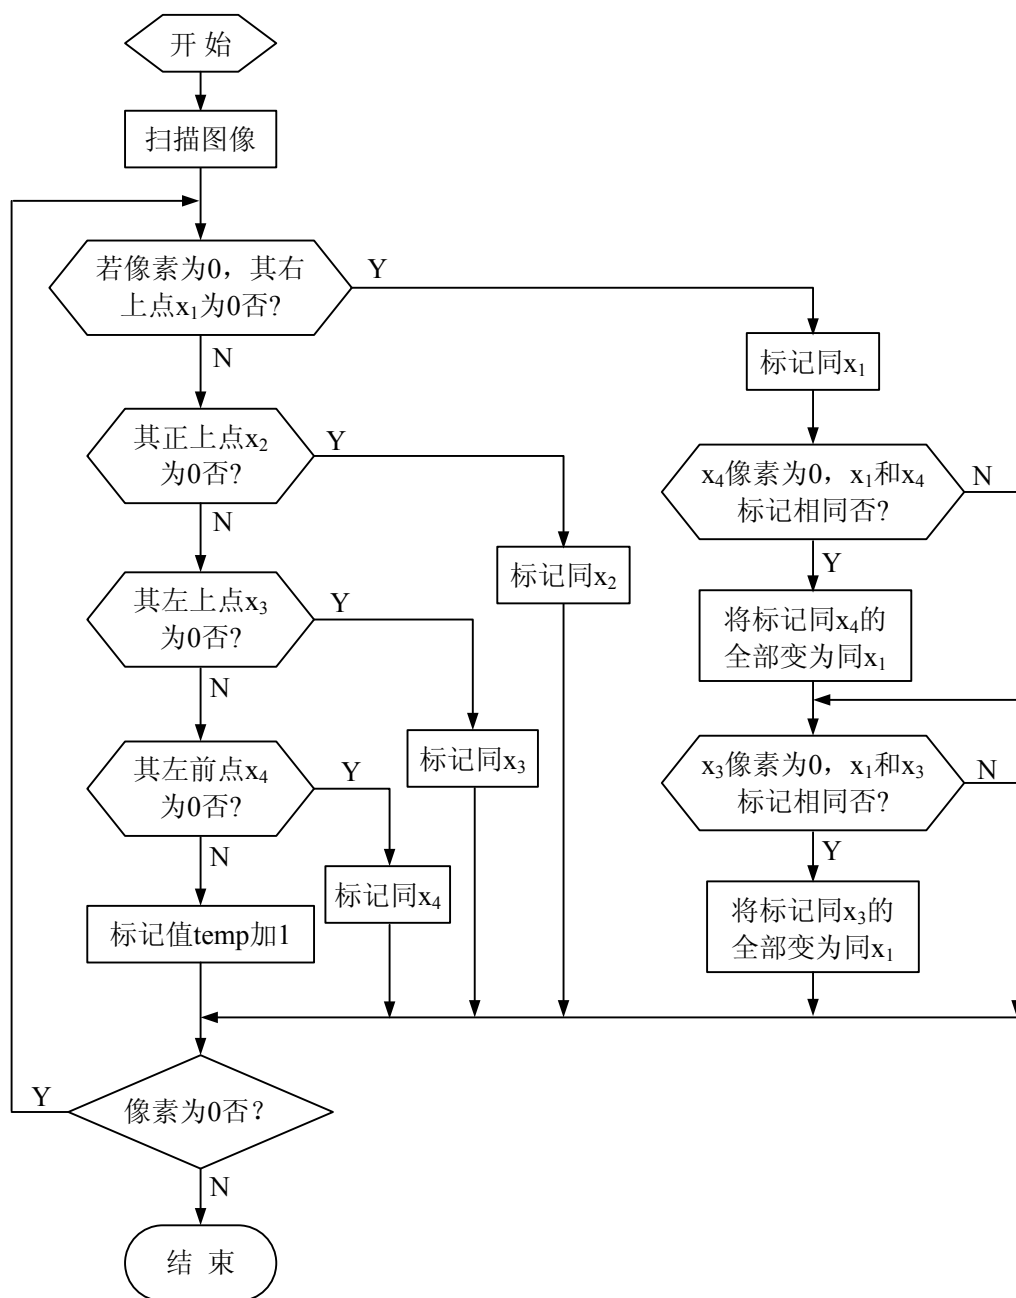 开 始
扫描图像
若像素为0，其右
上点x₁为0否?
Y
N
标记同x₁
其正上点x₂
为0否?
Y
N
x₄像素为0，x₁和x₄
标记相同否?
N
Y
标记同x₂
其左上点x₃
为0否?
Y
N
将标记同x₄的
全部变为同x₁
标记同x₃
其左前点x₄
为0否?
Y
N
x₃像素为0，x₁和x₃
标记相同否?
N
Y
标记同x₄
标记值temp加1
将标记同x₃的
全部变为同x₁
像素为0否？
Y
N
结 束